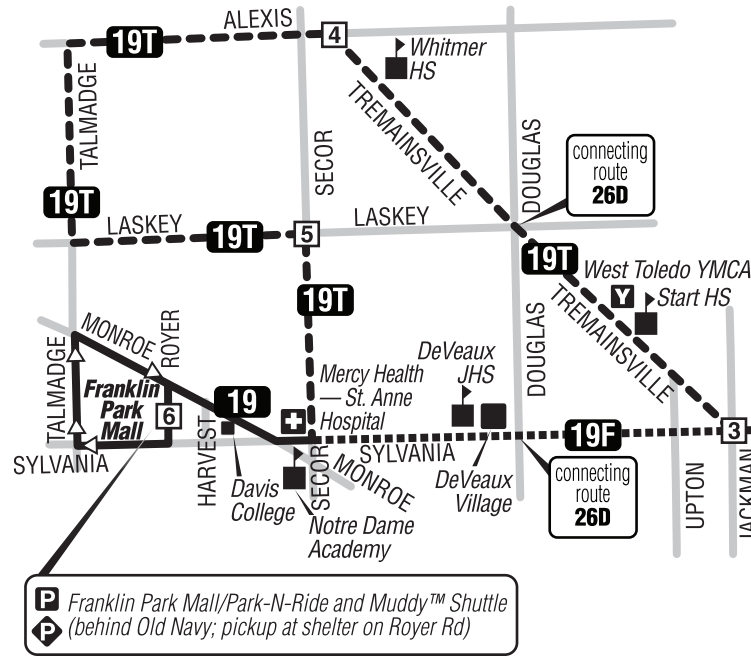 ALEXIS
19T
4
Whitmer
HS
TALMADGE
TREMAINSVILLE
SECOR
DOUGLAS
connecting
route
26D
19T
LASKEY
19T
5
LASKEY
19T
19T
West Toledo YMCA
Y
Start HS
TREMAINSVILLE
DOUGLAS
MONROE
ROYER
TALMADGE
Franklin
Park
Mall
6
19
Mercy Health
— St. Anne
Hospital
DeVeaux
JHS
SYLVANIA
HARVEST
Davis
College
SECOR
MONROE
Notre Dame
Academy
SYLVANIA
19F
3
DeVeaux
Village
connecting
route
26D
UPTON
JACKMAN
P Franklin Park Mall/Park-N-Ride and Muddy™ Shuttle
P (behind Old Navy; pickup at shelter on Royer Rd)